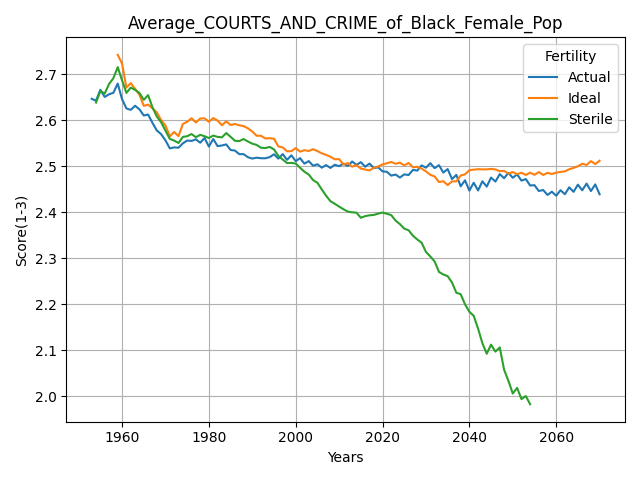 Average_COURTS_AND_CRIME_of_Black_Female_Pop
Fertility
Actual
Ideal
Sterile
Score(1-3)
2.7
2.6
2.5
2.4
2.3
2.2
2.1
2.0
1960 1980 2000 2020 2040 2060
Years